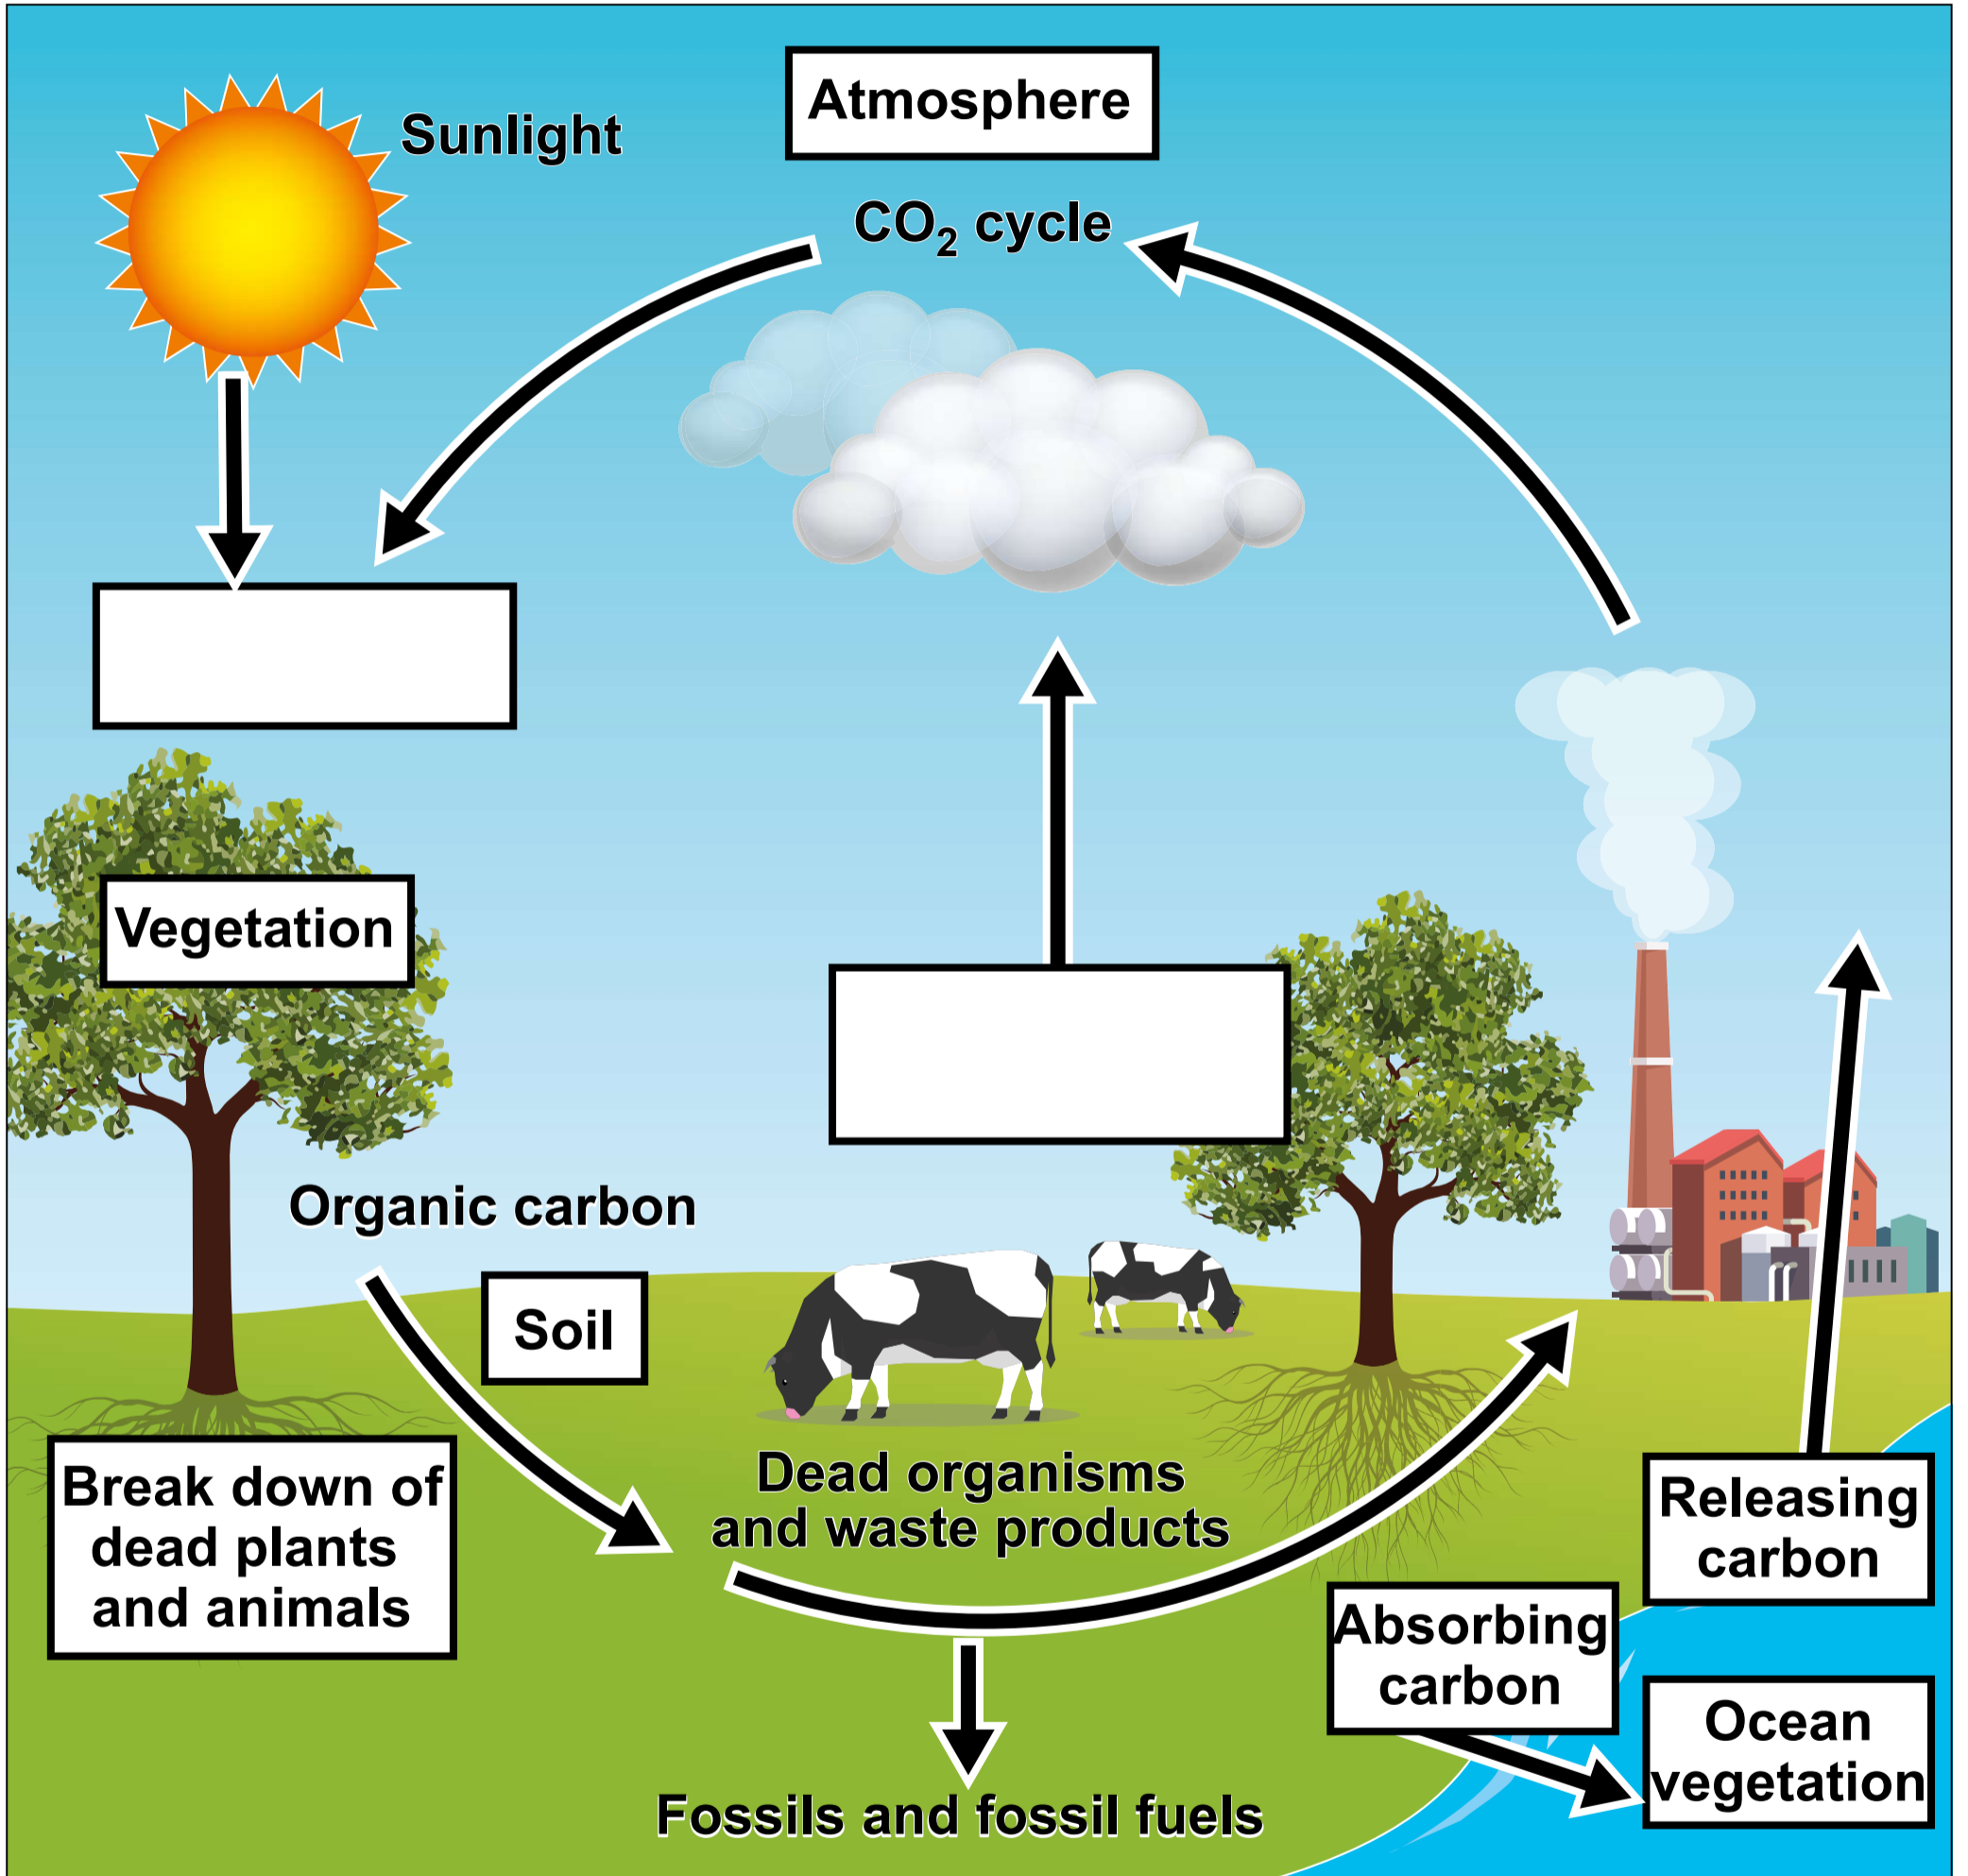 Atmosphere
Sunlight
CO₂ cycle
Vegetation
Organic carbon
Soil
Break down of
dead plants
and animals
Dead organisms
and waste products
Releasing
carbon
Absorbing
carbon
Ocean
vegetation
Fossils and fossil fuels